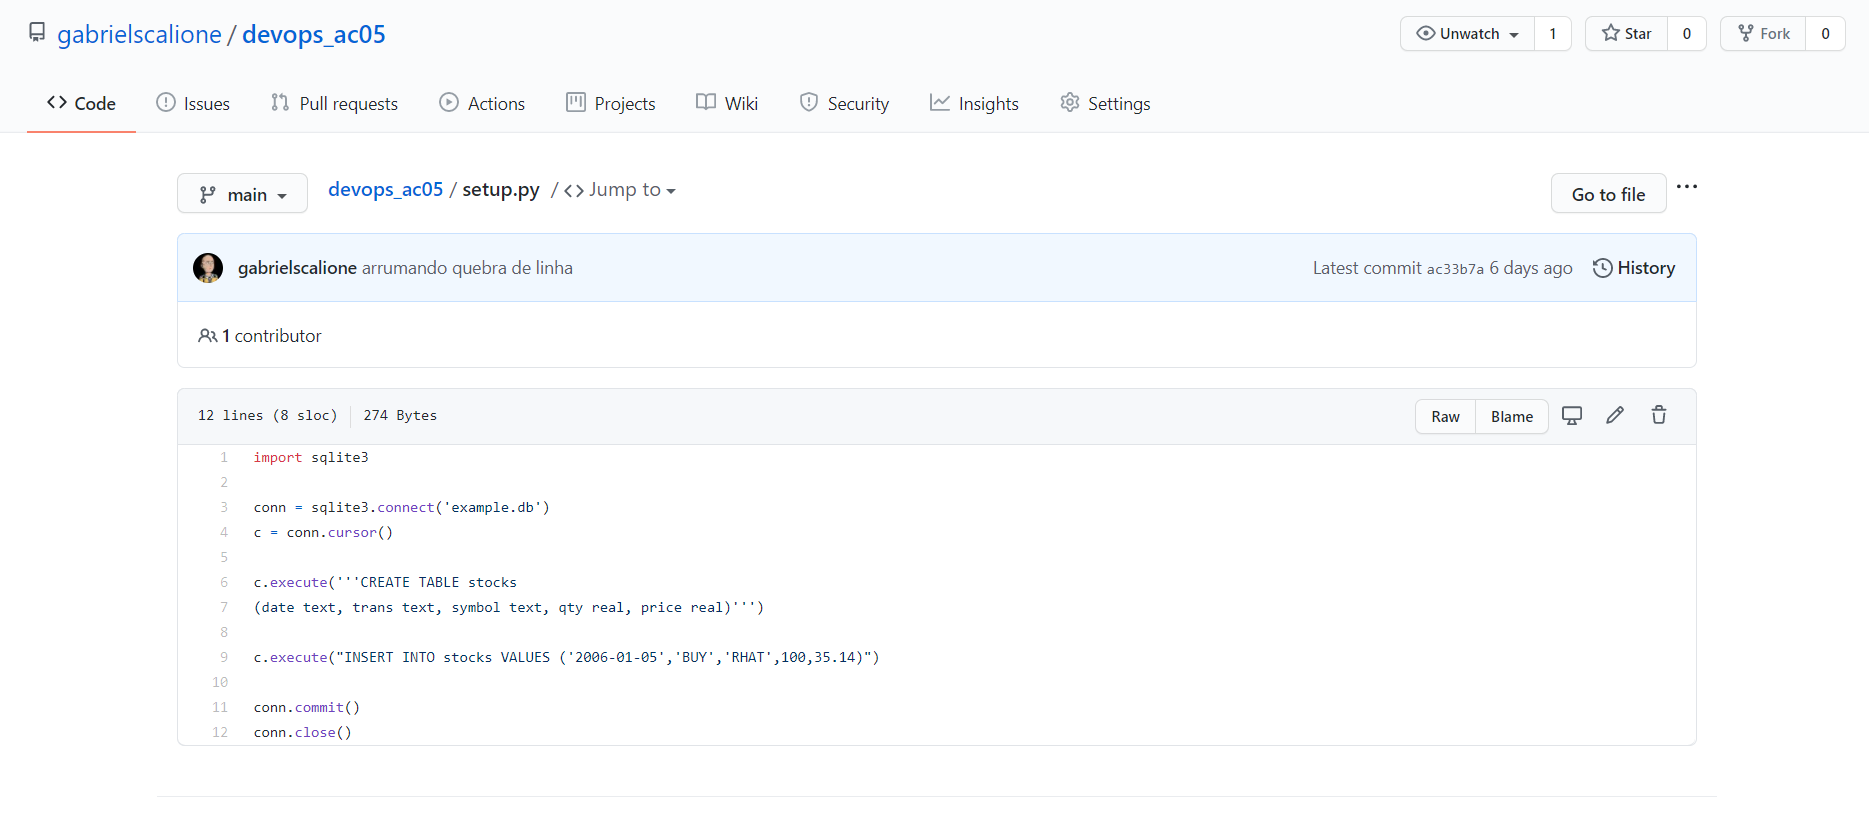 gabrielscalione / devops_ac05
Unwatch 1 Star 0 Fork 0
Code Issues Pull requests Actions Projects Wiki Security Insights Settings
main devops_ac05 / setup.py / <> Jump to Go to file ...
gabrielscalione arrumando quebra de linha Latest commit ac33b7a 6 days ago History
1 contributor
12 lines (8 sloc) 274 Bytes Raw Blame
1 import sqlite3
2
3 conn = sqlite3.connect('example.db')
4 c = conn.cursor()
5
6 c.execute('''CREATE TABLE stocks
7 (date text, trans text, symbol text, qty real, price real)''')
8
9 c.execute("INSERT INTO stocks VALUES ('2006-01-05','BUY','RHAT',100,35.14)")
10
11 conn.commit()
12 conn.close()